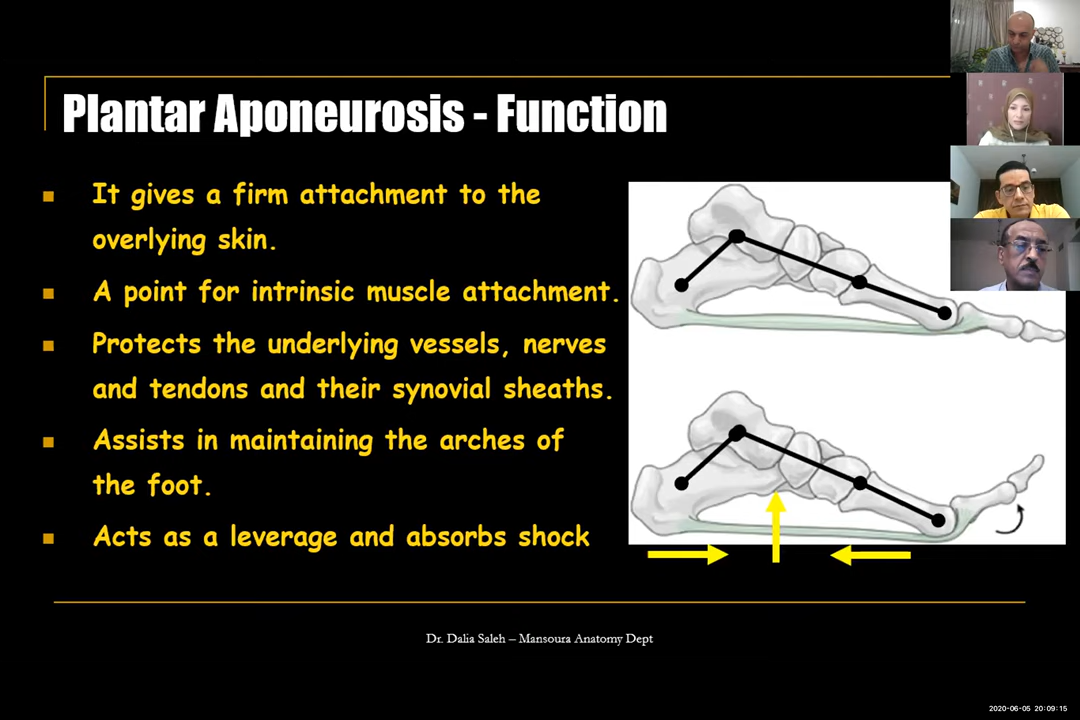 Plantar Aponeurosis - Function
It gives a firm attachment to the
overlying skin.
A point for intrinsic muscle attachment.
Protects the underlying vessels, nerves
and tendons and their synovial sheaths.
Assists in maintaining the arches of
the foot.
Acts as a leverage and absorbs shock
Dr. Dalia Saleh – Mansoura Anatomy Dept
2020-06-05 20:09:15